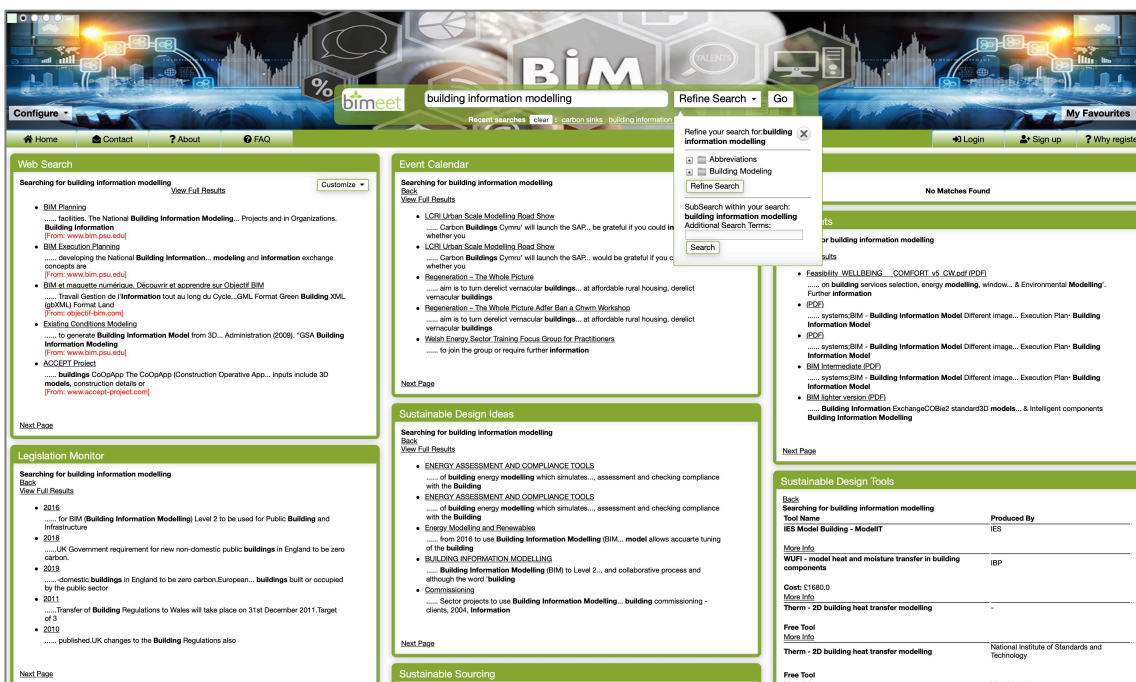 BIM
TALENTS
%
bimeet
building information modelling
Refine Search
Go
Configure
My Favourites
Recent searches clear : carbon sinks building information
Home
Contact
? About
FAQ
Login
Sign up
? Why registe
Refine your search for:building
information modelling
Abbreviations
Building Modeling
Refine Search
SubSearch within your search:
building information modelling
Additional Search Terms:
Search
Web Search
Searching for building information modelling
View Full Results
Customize
• BIM Planning
...... facilities. The National Building Information Modeling... Projects and in Organizations.
Building Information
[From: www.bim.psu.edu]
• BIM Execution Planning
...... developing the National Building Information... modeling and information exchange
concepts are
[From: www.bim.psu.edu]
• BIM et maquette numérique. Découvrir et apprendre sur Objectif BIM
...... Travail Gestion de l'Information tout au long du Cycle...GML Format Green Building XML
(gbXML) Format Land
[From: objectif-bim.com]
• Existing Conditions Modeling
...... to generate Building Information Model from 3D... Administration (2009). "GSA Building
Information Modeling
[From: www.bim.psu.edu]
• ACCEPT Project
...... buildings CoOpApp The CoOpApp (Construction Operative App... inputs include 3D
models, construction details or
[From: www.accept-project.com]
Next Page
Legislation Monitor
Searching for building information modelling
Back
View Full Results
• 2016
...... for BIM (Building Information Modelling) Level 2 to be used for Public Building and
Infrastructure
• 2018
......UK Government requirement for new non-domestic public buildings in England to be zero
carbon.
• 2019
......-domestic buildings in England to be zero carbon.European... buildings built or occupied
by the public sector
• 2011
......Transfer of Building Regulations to Wales will take place on 31st December 2011.Target
of 3
• 2010
...... published.UK changes to the Building Regulations also
Next Page
Event Calendar
Searching for building information modelling
Back
View Full Results
• LCRI Urban Scale Modelling Road Show
...... Carbon Buildings Cymru' will launch the SAP... be grateful if you could in
whether you
• LCRI Urban Scale Modelling Road Show
...... Carbon Buildings Cymru' will launch the SAP... would be grateful if you c
whether you
• Regeneration – The Whole Picture
...... aim is to turn derelict vernacular buildings... at affordable rural housing, derelict
vernacular buildings
• Regeneration – The Whole Picture Adfer Ban a Chwm Workshop
...... aim is to turn derelict vernacular buildings... at affordable rural housing, derelict
vernacular buildings
• Welsh Energy Sector Training Focus Group for Practitioners
...... to join the group or require further information
Next Page
Sustainable Design Ideas
Searching for building information modelling
Back
View Full Results
• ENERGY ASSESSMENT AND COMPLIANCE TOOLS
...... of building energy modelling which simulates..., assessment and checking compliance
with the Building
• ENERGY ASSESSMENT AND COMPLIANCE TOOLS
...... of building energy modelling which simulates..., assessment and checking compliance
with the Building
• Energy Modelling and Renewables
...... from 2016 to use Building Information Modelling (BIM... model allows accuarte tuning
of the building
• BUILDING INFORMATION MODELLING
...... Building Information Modelling (BIM) to Level 2... and collaborative process and
although the word 'building
• Commissioning
...... Sector projects to use Building Information Modelling... building commissioning -
clients, 2004, Information
Next Page
Sustainable Sourcing
No Matches Found
nts
or building information modelling
sults
• Feasibility_WELLBEING___COMFORT_v5_CW.pdf (PDF)
...... on building services selection, energy modelling, window... & Environmental Modelling'.
Further information
• (PDF)
...... systems;BIM - Building Information Model Different image... Execution Plan• Building
Information Model
• (PDF)
...... systems;BIM - Building Information Model Different image... Execution Plan• Building
Information Model
• BIM Intermediate (PDF)
...... systems;BIM - Building Information Model Different image... Execution Plan• Building
Information Model
• BIM lighter version (PDF)
...... Building Information ExchangeCOBie2 standard3D models... & Intelligent components
Building Information Modelling
Next Page
Sustainable Design Tools
Back
Searching for building information modelling
Tool Name Produced By
IES Model Building - ModelIT IES
More Info
WUFI - model heat and moisture transfer in building
components IBP
Cost: £1680.0
More Info
Therm - 2D building heat transfer modelling -
Free Tool
More Info
Therm - 2D building heat transfer modelling National Institute of Standards and
Technology
Free Tool